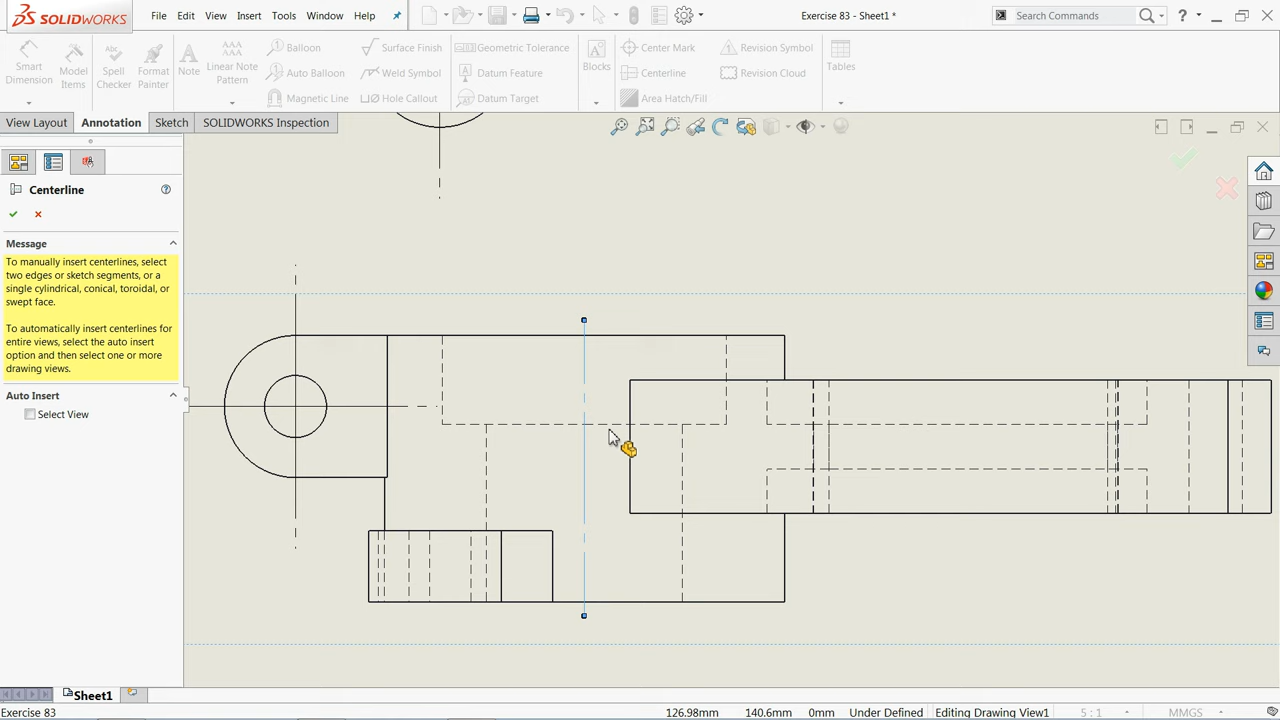 SOLIDWORKS
File Edit View Insert Tools Window Help
Exercise 83 - Sheet1 *
Search Commands
Smart Dimension
Model Items
Spell Checker
Format Painter
Note
Linear Note Pattern
Balloon
Auto Balloon
Magnetic Line
Surface Finish
Weld Symbol
Hole Callout
Geometric Tolerance
Datum Feature
Datum Target
Blocks
Center Mark
Centerline
Area Hatch/Fill
Revision Symbol
Revision Cloud
Tables
View Layout Annotation Sketch SOLIDWORKS Inspection
Centerline
Message
To manually insert centerlines, select
two edges or sketch segments, or a
single cylindrical, conical, toroidal, or
swept face.
To automatically insert centerlines for
entire views, select the auto insert
option and then select one or more
drawing views.
Auto Insert
Select View
Sheet1
Exercise 83 126.98mm 140.6mm 0mm Under Defined Editing Drawing View1 5 : 1 MMGS